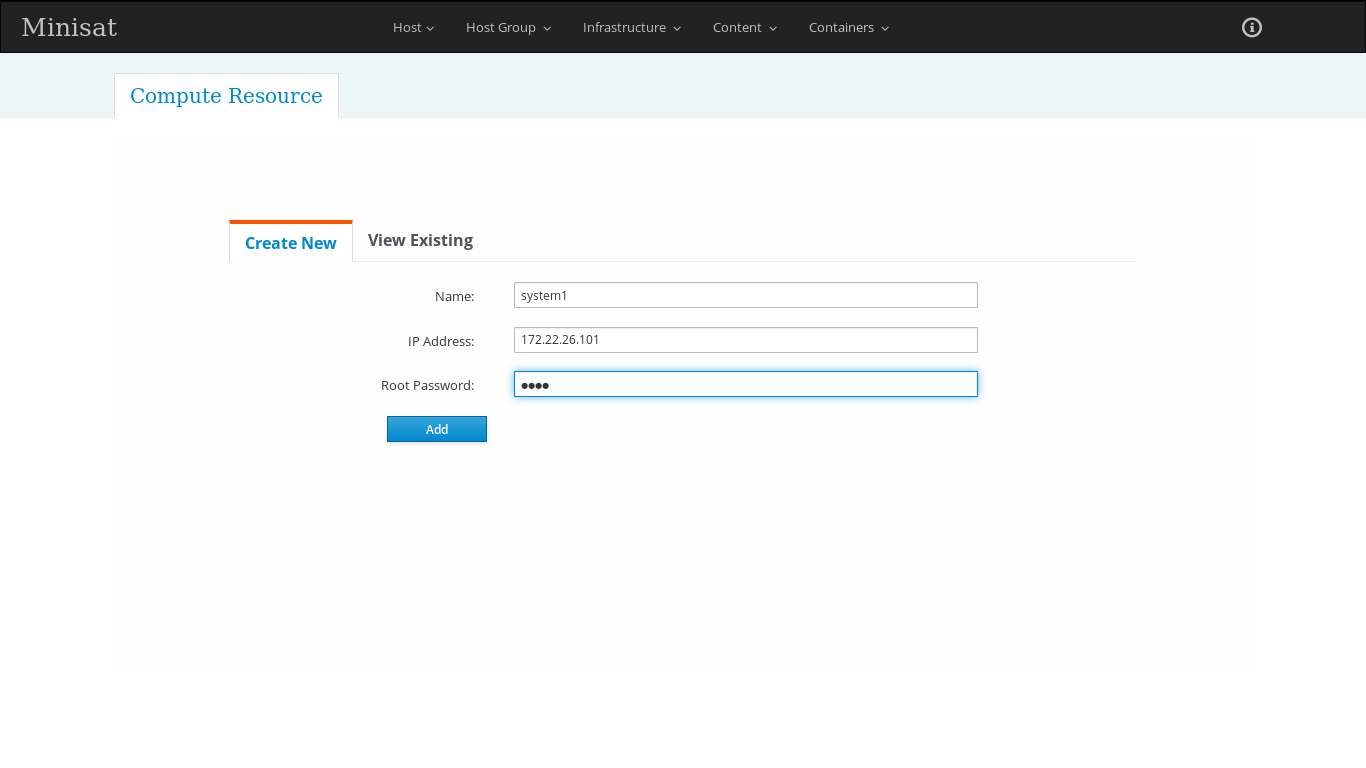 Minisat
Host
Host Group
Infrastructure
Content
Containers
Compute Resource
Create New
View Existing
Name:
system1
IP Address:
172.22.26.101
Root Password:
●●●●
Add